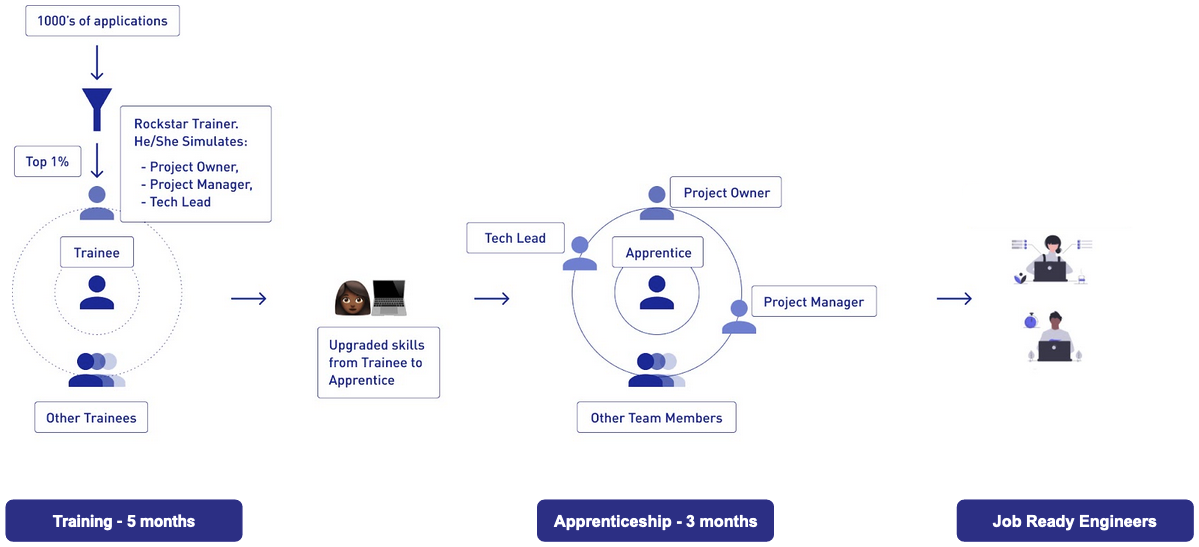 1000's of applications
Rockstar Trainer.
He/She Simulates:
- Project Owner,
- Project Manager,
- Tech Lead
Top 1%
Trainee
Other Trainees
Upgraded skills
from Trainee to
Apprentice
Project Owner
Tech Lead
Apprentice
Project Manager
Other Team Members
Training - 5 months
Apprenticeship - 3 months
Job Ready Engineers